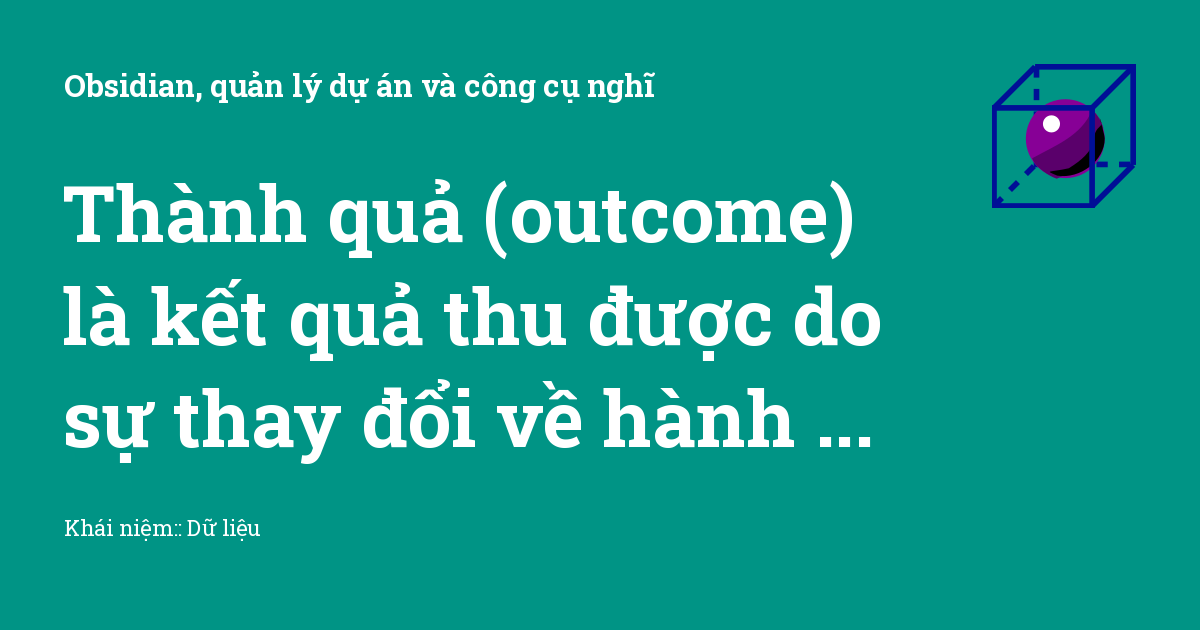 Obsidian, quản lý dự án và công cụ nghĩ
Thành quả (outcome)
là kết quả thu được do
sự thay đổi về hành ...
Khái niệm:: Dữ liệu